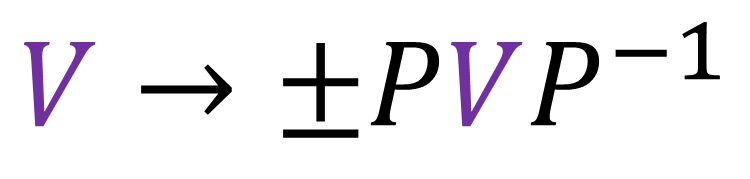 V → ±PVP⁻¹